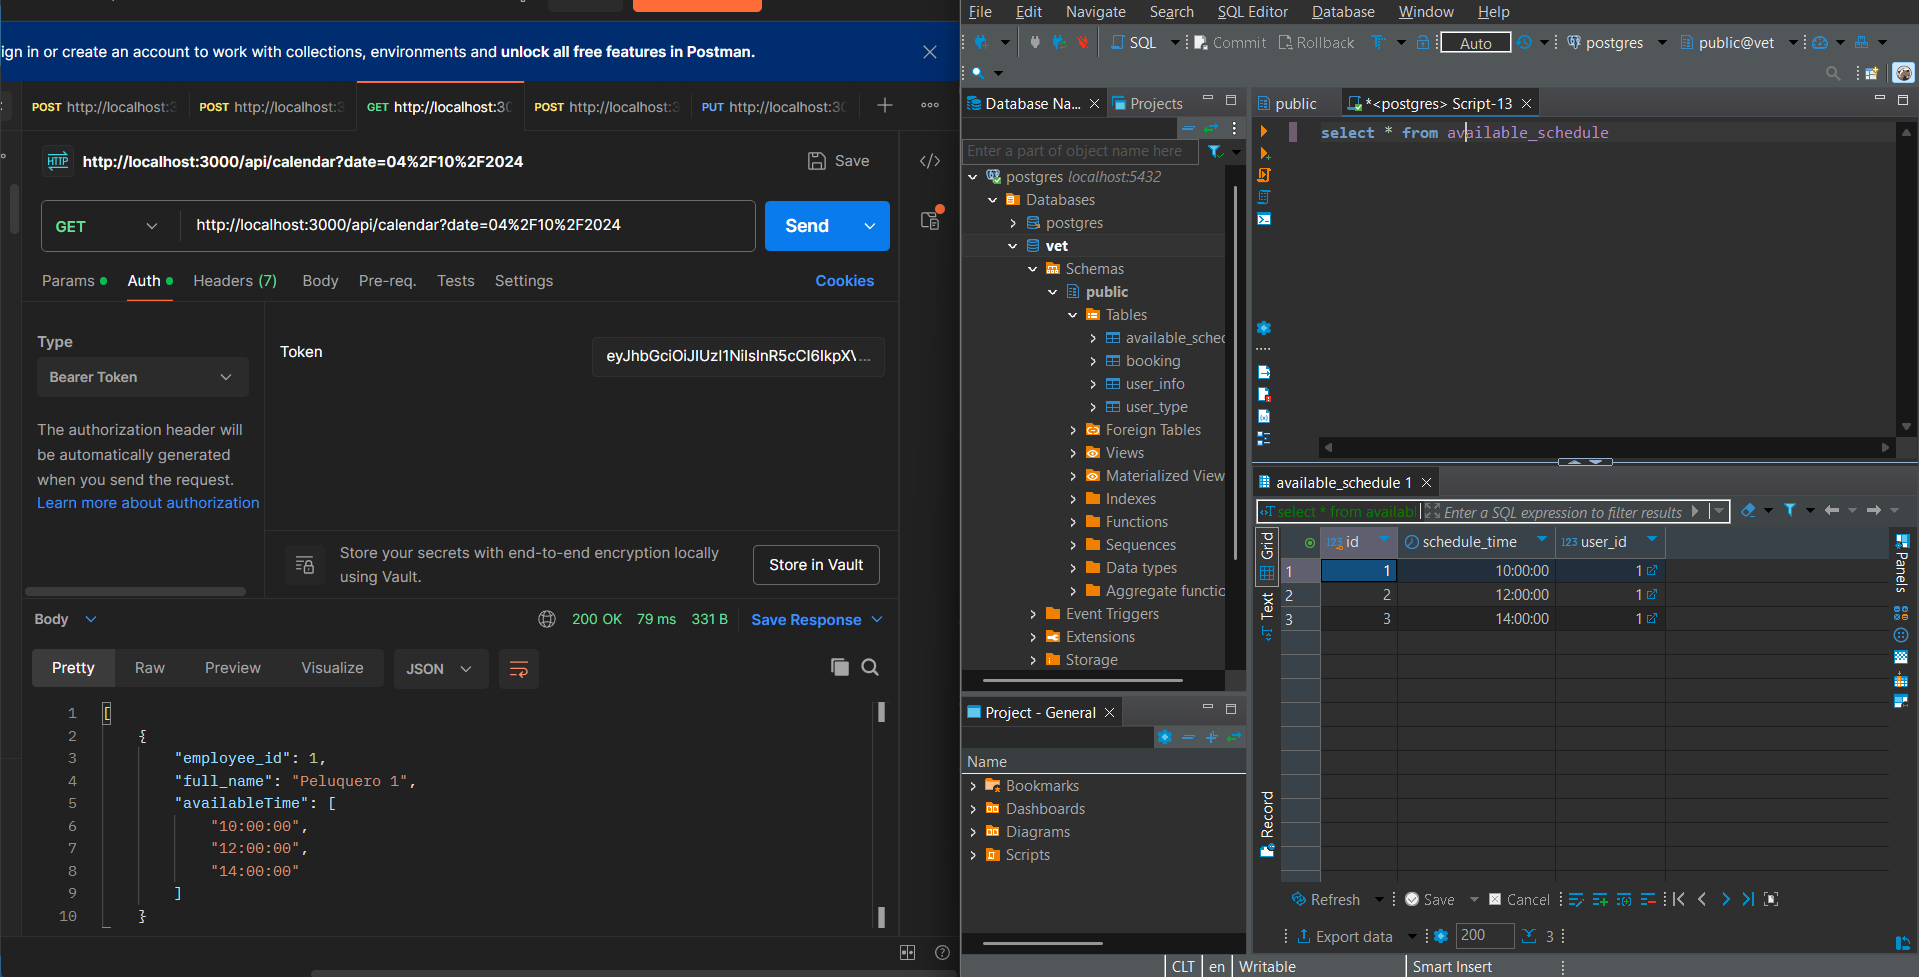 ign in or create an account to work with collections, environments and unlock all free features in Postman.
POST http://localhost:3
POST http://localhost:3
GET http://localhost:30
POST http://localhost:3
PUT http://localhost:30
HTTP http://localhost:3000/api/calendar?date=04%2F10%2F2024
Save
GET
http://localhost:3000/api/calendar?date=04%2F10%2F2024
Send
Params
Auth
Headers (7)
Body
Pre-req.
Tests
Settings
Cookies
Type
Bearer Token
The authorization header will
be automatically generated
when you send the request.
Learn more about authorization
Token
Store your secrets with end-to-end encryption locally
using Vault.
Store in Vault
Body
200 OK
79 ms
331 B
Save Response
Pretty
Raw
Preview
Visualize
JSON
1 [
2 {
3 "employee_id": 1,
4 "full_name": "Peluquero 1",
5 "availableTime": [
6 "10:00:00",
7 "12:00:00",
8 "14:00:00"
9 ]
10 }
File Edit Navigate Search SQL Editor Database Window Help
SQL
Commit
Rollback
Auto
postgres
public@vet
Database Na...
Projects
Enter a part of object name here
postgres localhost:5432
Databases
postgres
vet
Schemas
public
Tables
available_sched
booking
user_info
user_type
Foreign Tables
Views
Materialized View
Indexes
Functions
Sequences
Data types
Aggregate functio
Event Triggers
Extensions
Storage
Project - General
Name
Bookmarks
Dashboards
Diagrams
Scripts
public
*<postgres> Script-13
select * from available_schedule
available_schedule 1
select * from availabl
Enter a SQL expression to filter results
Grid
Text
Record
Panels
123 id
schedule_time
123 user_id
1 1 10:00:00 1
2 2 12:00:00 1
3 3 14:00:00 1
Refresh
Save
Cancel
Export data
200
3
CLT
en
Writable
Smart Insert